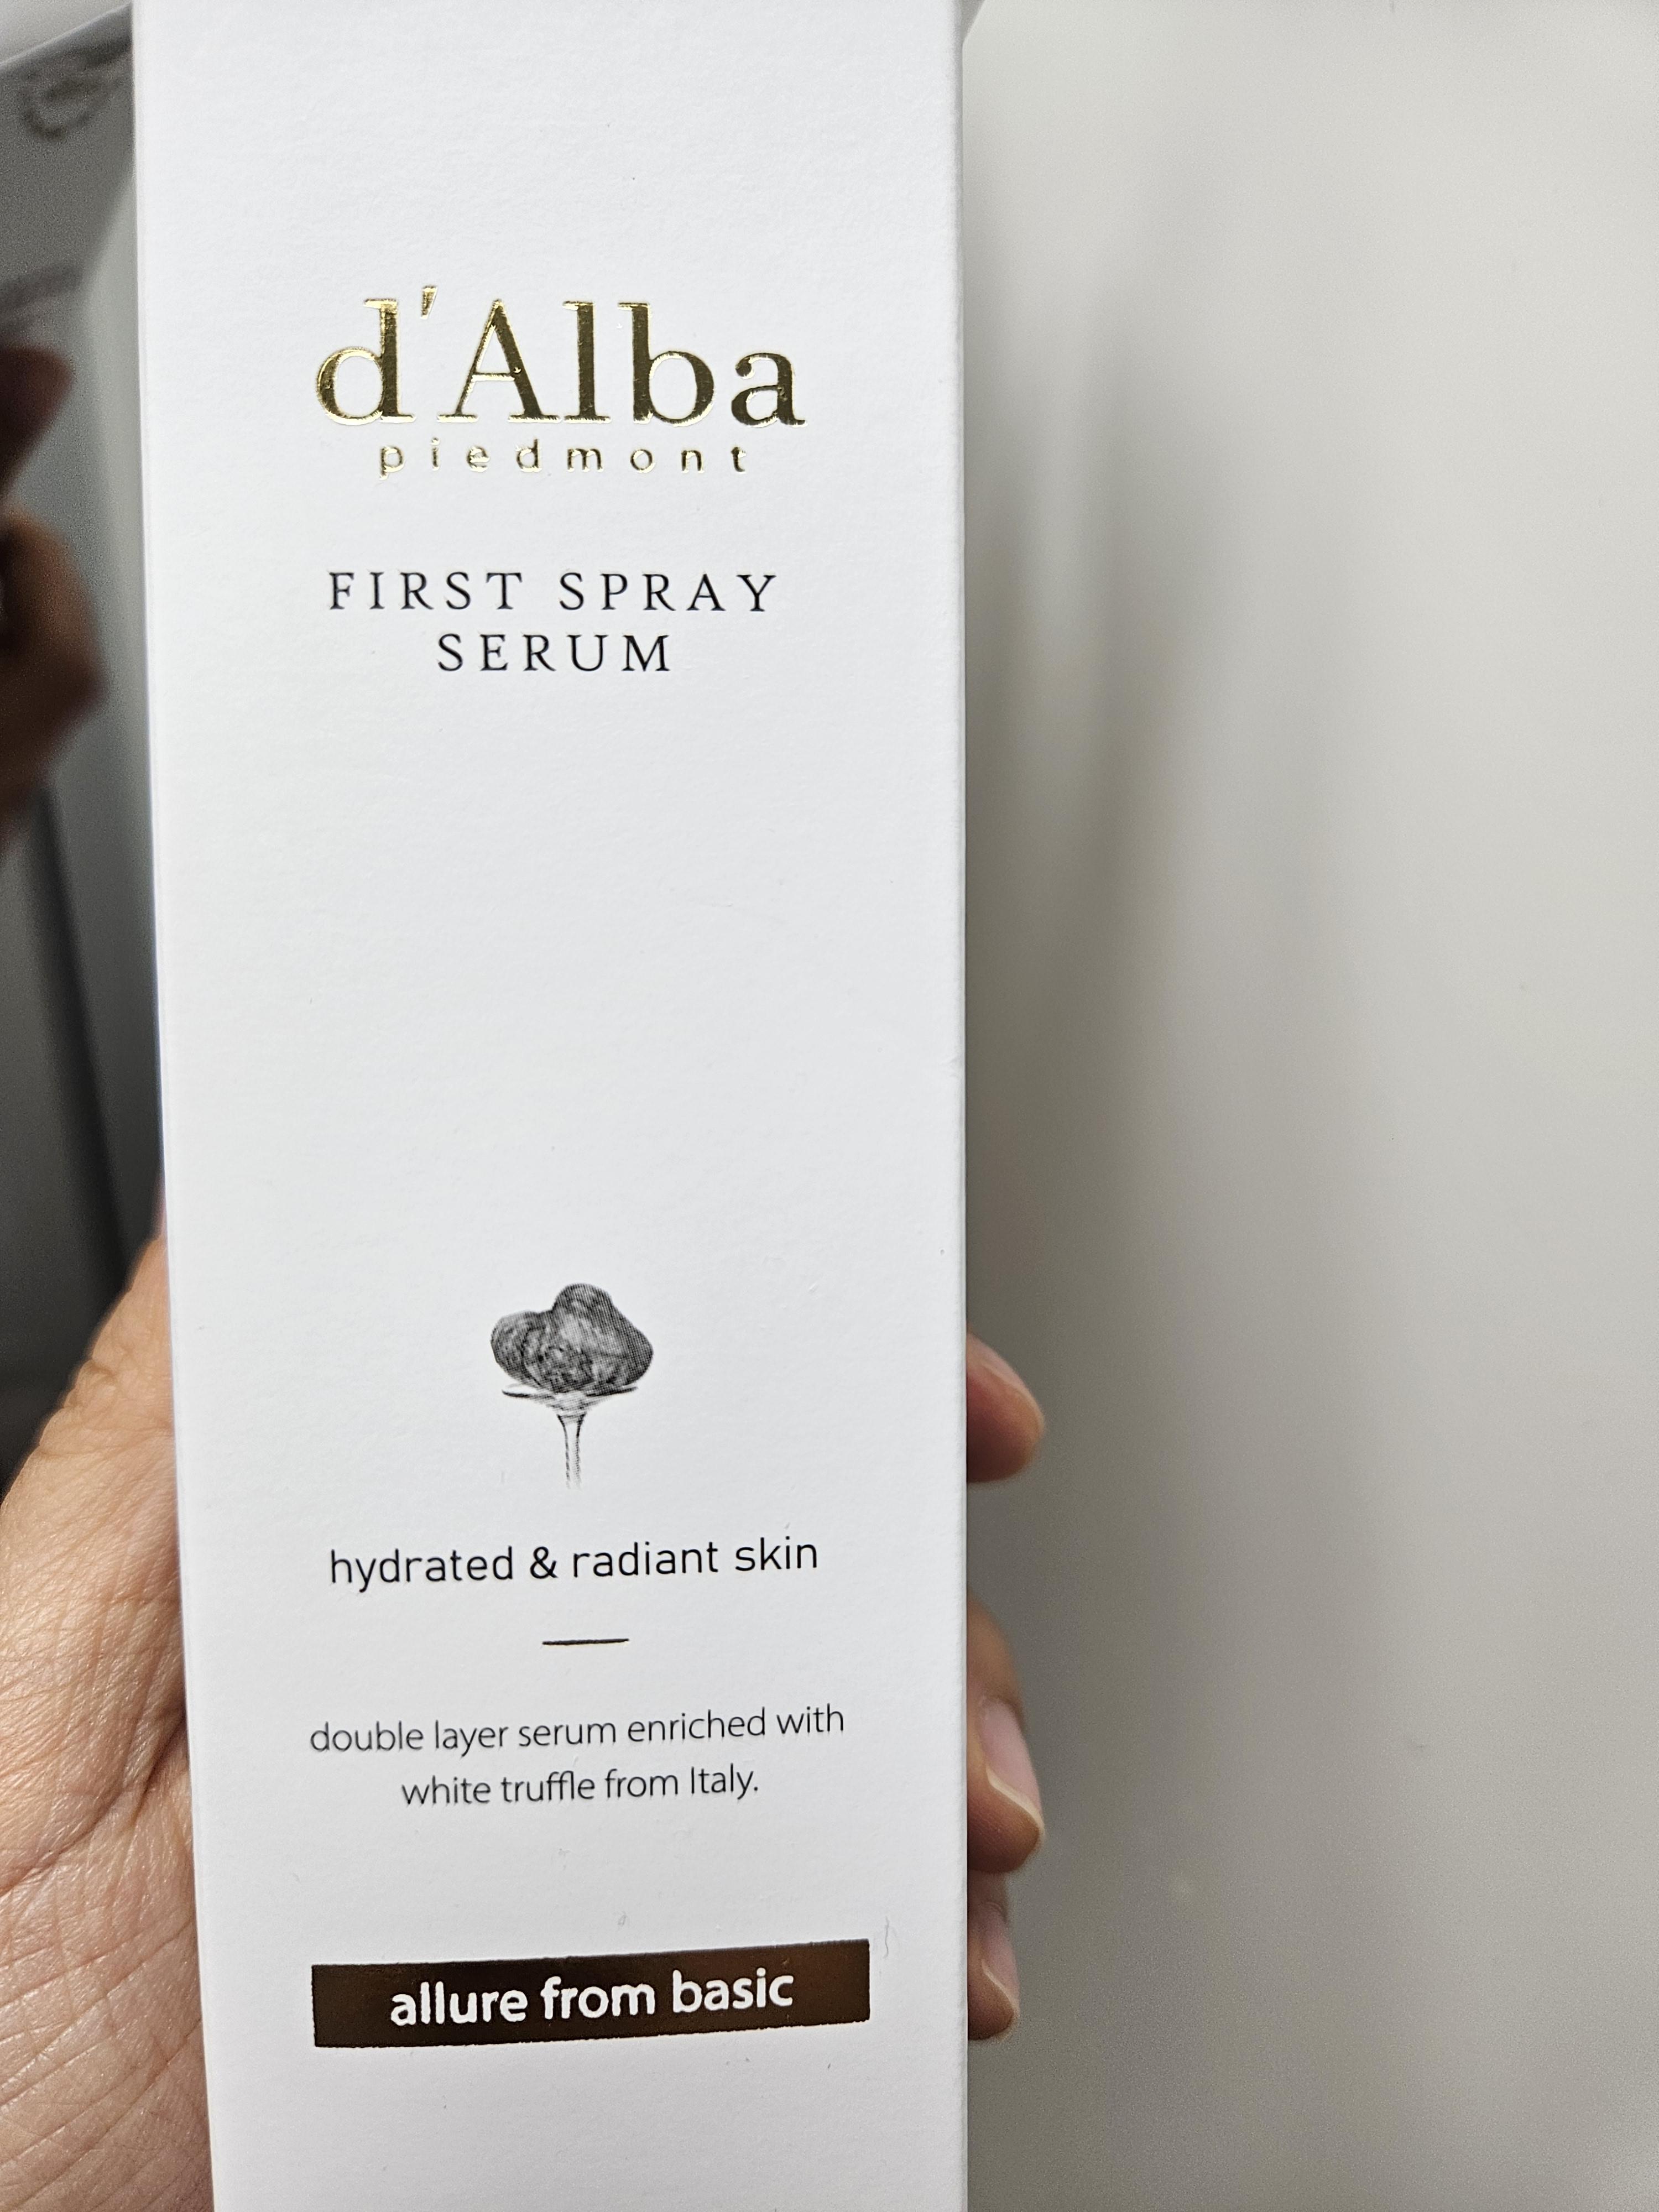 d'Alba
piedmont
FIRST SPRAY
SERUM
hydrated & radiant skin
double layer serum enriched with
white truffle from Italy.
allure from basic